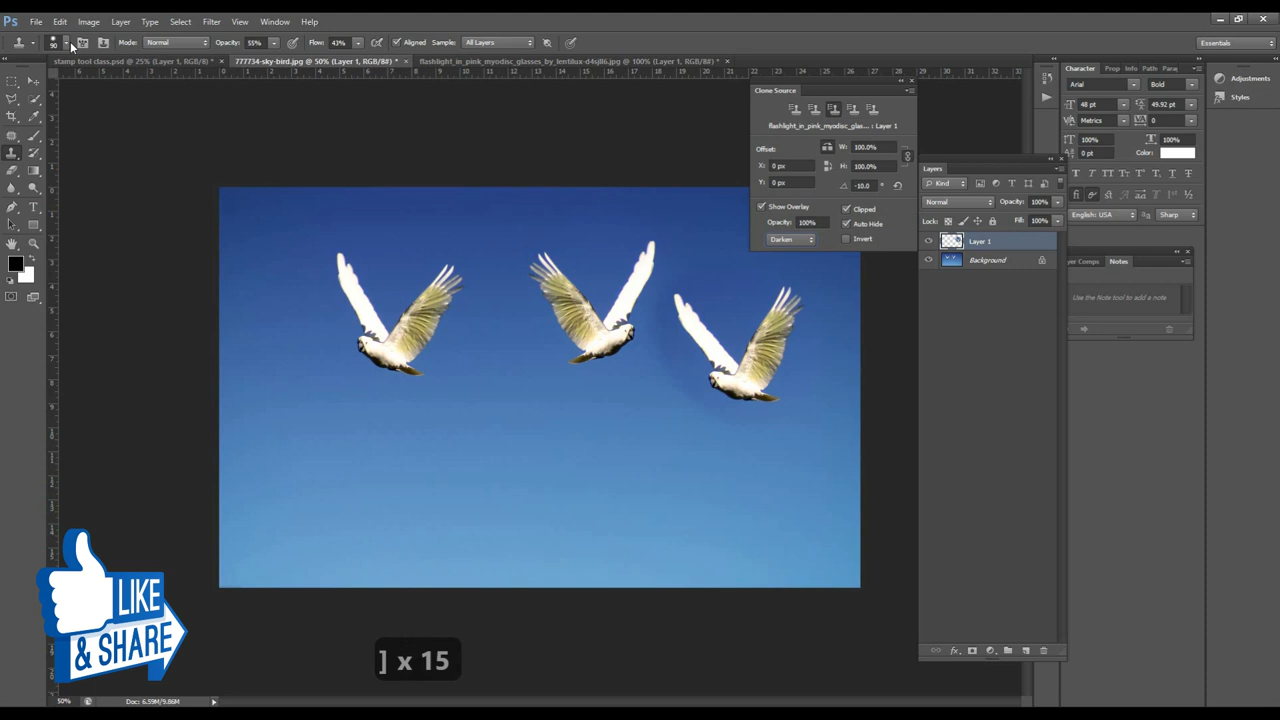 Ps File Edit Image Layer Type Select Filter View Window Help
90 Mode: Normal Opacity: 55% Flow: 43% Aligned Sample: All Layers Essentials
stamp tool class.psd @ 25% (Layer 1, RGB/8) * × 777734-sky-bird.jpg @ 50% (Layer 1, RGB/8#) * × flashlight_in_pink_myodisc_glasses_by_lentilux-d4sjll6.jpg @ 100% (Layer 1, RGB/8#) * ×
Clone Source
flashlight_in_pink_myodisc_glas... : Layer 1
Offset: W: 100.0%
X: 0 px H: 100.0%
Y: 0 px -10.0 °
Show Overlay Clipped
Opacity: 100% Auto Hide
Darken Invert
Layers
Kind
Normal Opacity: 100%
Lock: Fill: 100%
Layer 1
Background
Character Prop Info Path Para
Arial Bold
48 pt 49.92 pt
Metrics 0
100% 100%
0 pt Color:
English: USA Sharp
Layer Comps Notes
Use the Note tool to add a note
Adjustments
Styles
LIKE
& SHARE
] x 15
50% Doc: 6.59M/9.86M